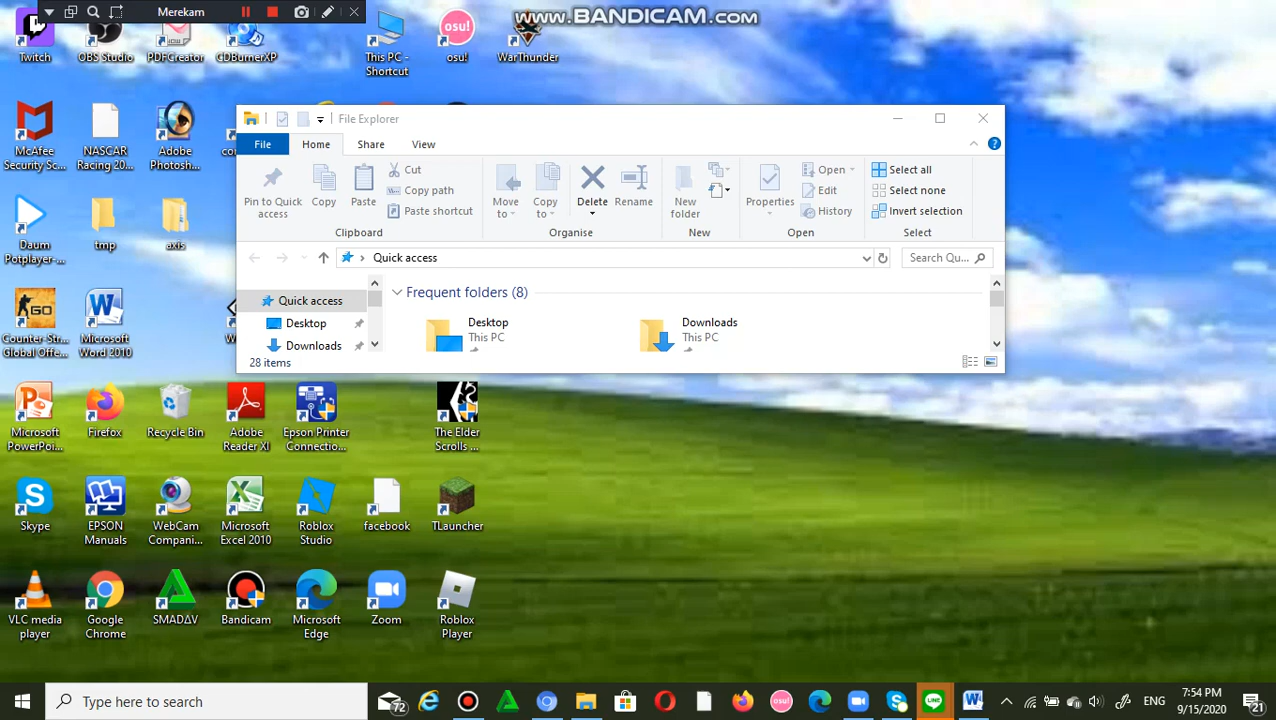 Merekam
www.BANDICAM.com
Twitch
OBS Studio
PDFCreator
CDBurnerXP
This PC -
Shortcut
osu!
osu!
WarThunder
McAfee
Security Sc...
NASCAR
Racing 20...
Adobe
Photosh...
File Explorer
File
Home
Share
View
Pin to Quick
access
Copy
Paste
Cut
Copy path
Paste shortcut
Clipboard
Move
to
Copy
to
Delete
Rename
Organise
New
folder
New
Properties
Open
Edit
History
Open
Select all
Select none
Invert selection
Select
Quick access
Search Qu...
Quick access
Desktop
Downloads
Frequent folders (8)
Desktop
This PC
Downloads
This PC
28 items
Daum
Potplayer-...
tmp
axis
GO
Counter-Str...
Global Offe...
Microsoft
Word 2010
Microsoft
PowerPoi...
Firefox
Recycle Bin
Adobe
Reader XI
Epson Printer
Connectio...
The Elder
Scrolls ...
Skype
EPSON
Manuals
WebCam
Compani...
Microsoft
Excel 2010
Roblox
Studio
facebook
TLauncher
VLC media
player
Google
Chrome
SMADΔV
Bandicam
Microsoft
Edge
Zoom
Roblox
Player
Type here to search
72
osu!
LINE
ENG
7:54 PM
9/15/2020
21